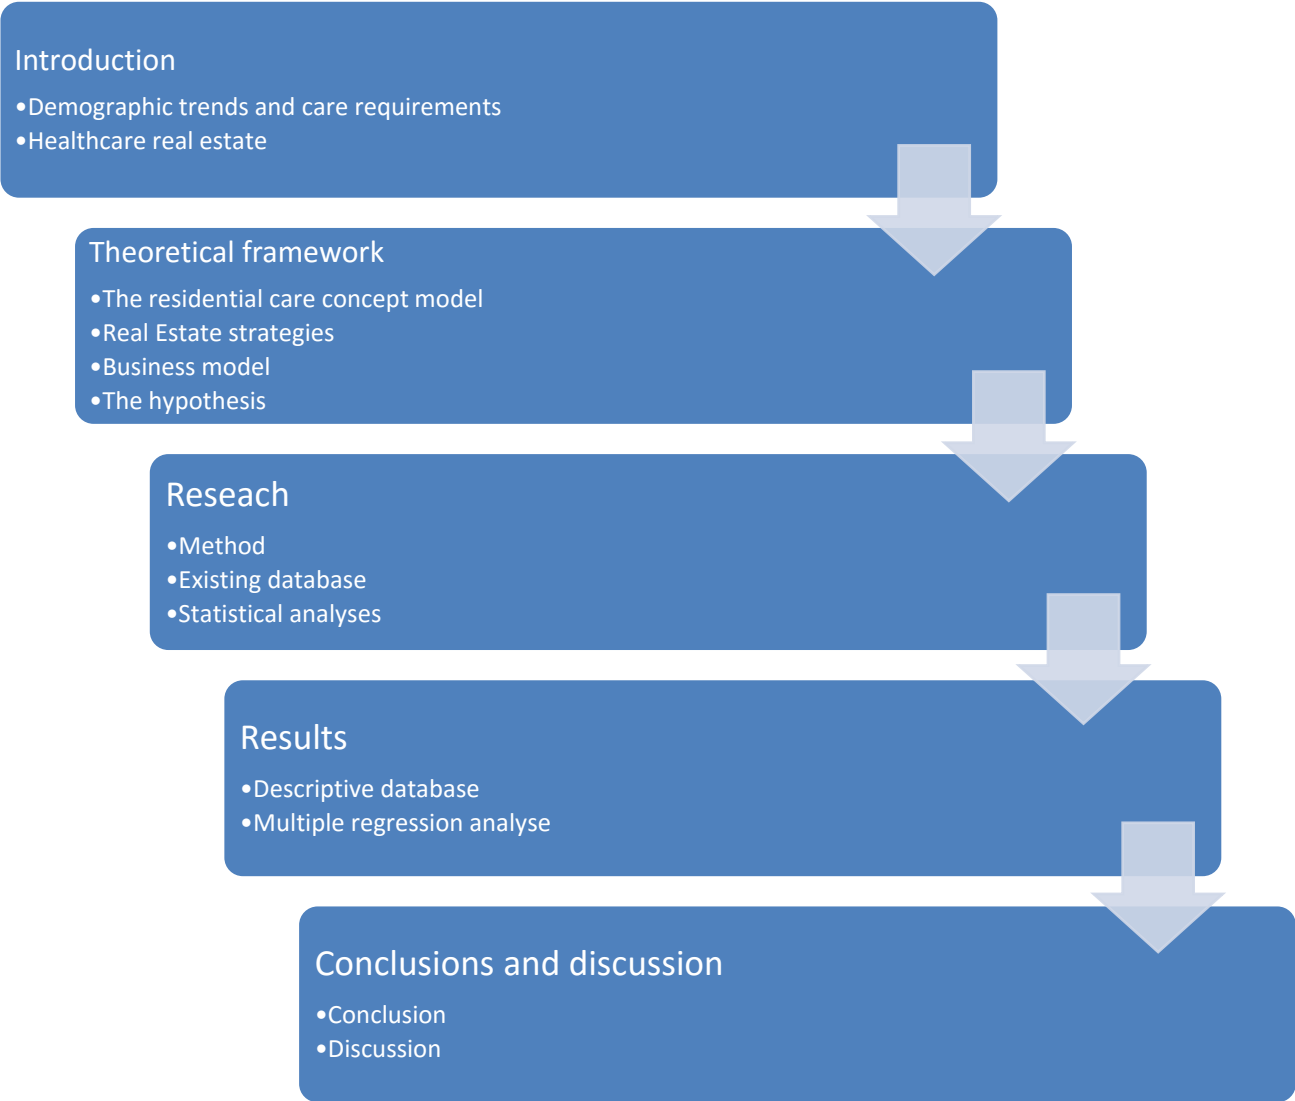 Introduction
•Demographic trends and care requirements
•Healthcare real estate
Theoretical framework
•The residential care concept model
•Real Estate strategies
•Business model
•The hypothesis
Reseach
•Method
•Existing database
•Statistical analyses
Results
•Descriptive database
•Multiple regression analyse
Conclusions and discussion
•Conclusion
•Discussion